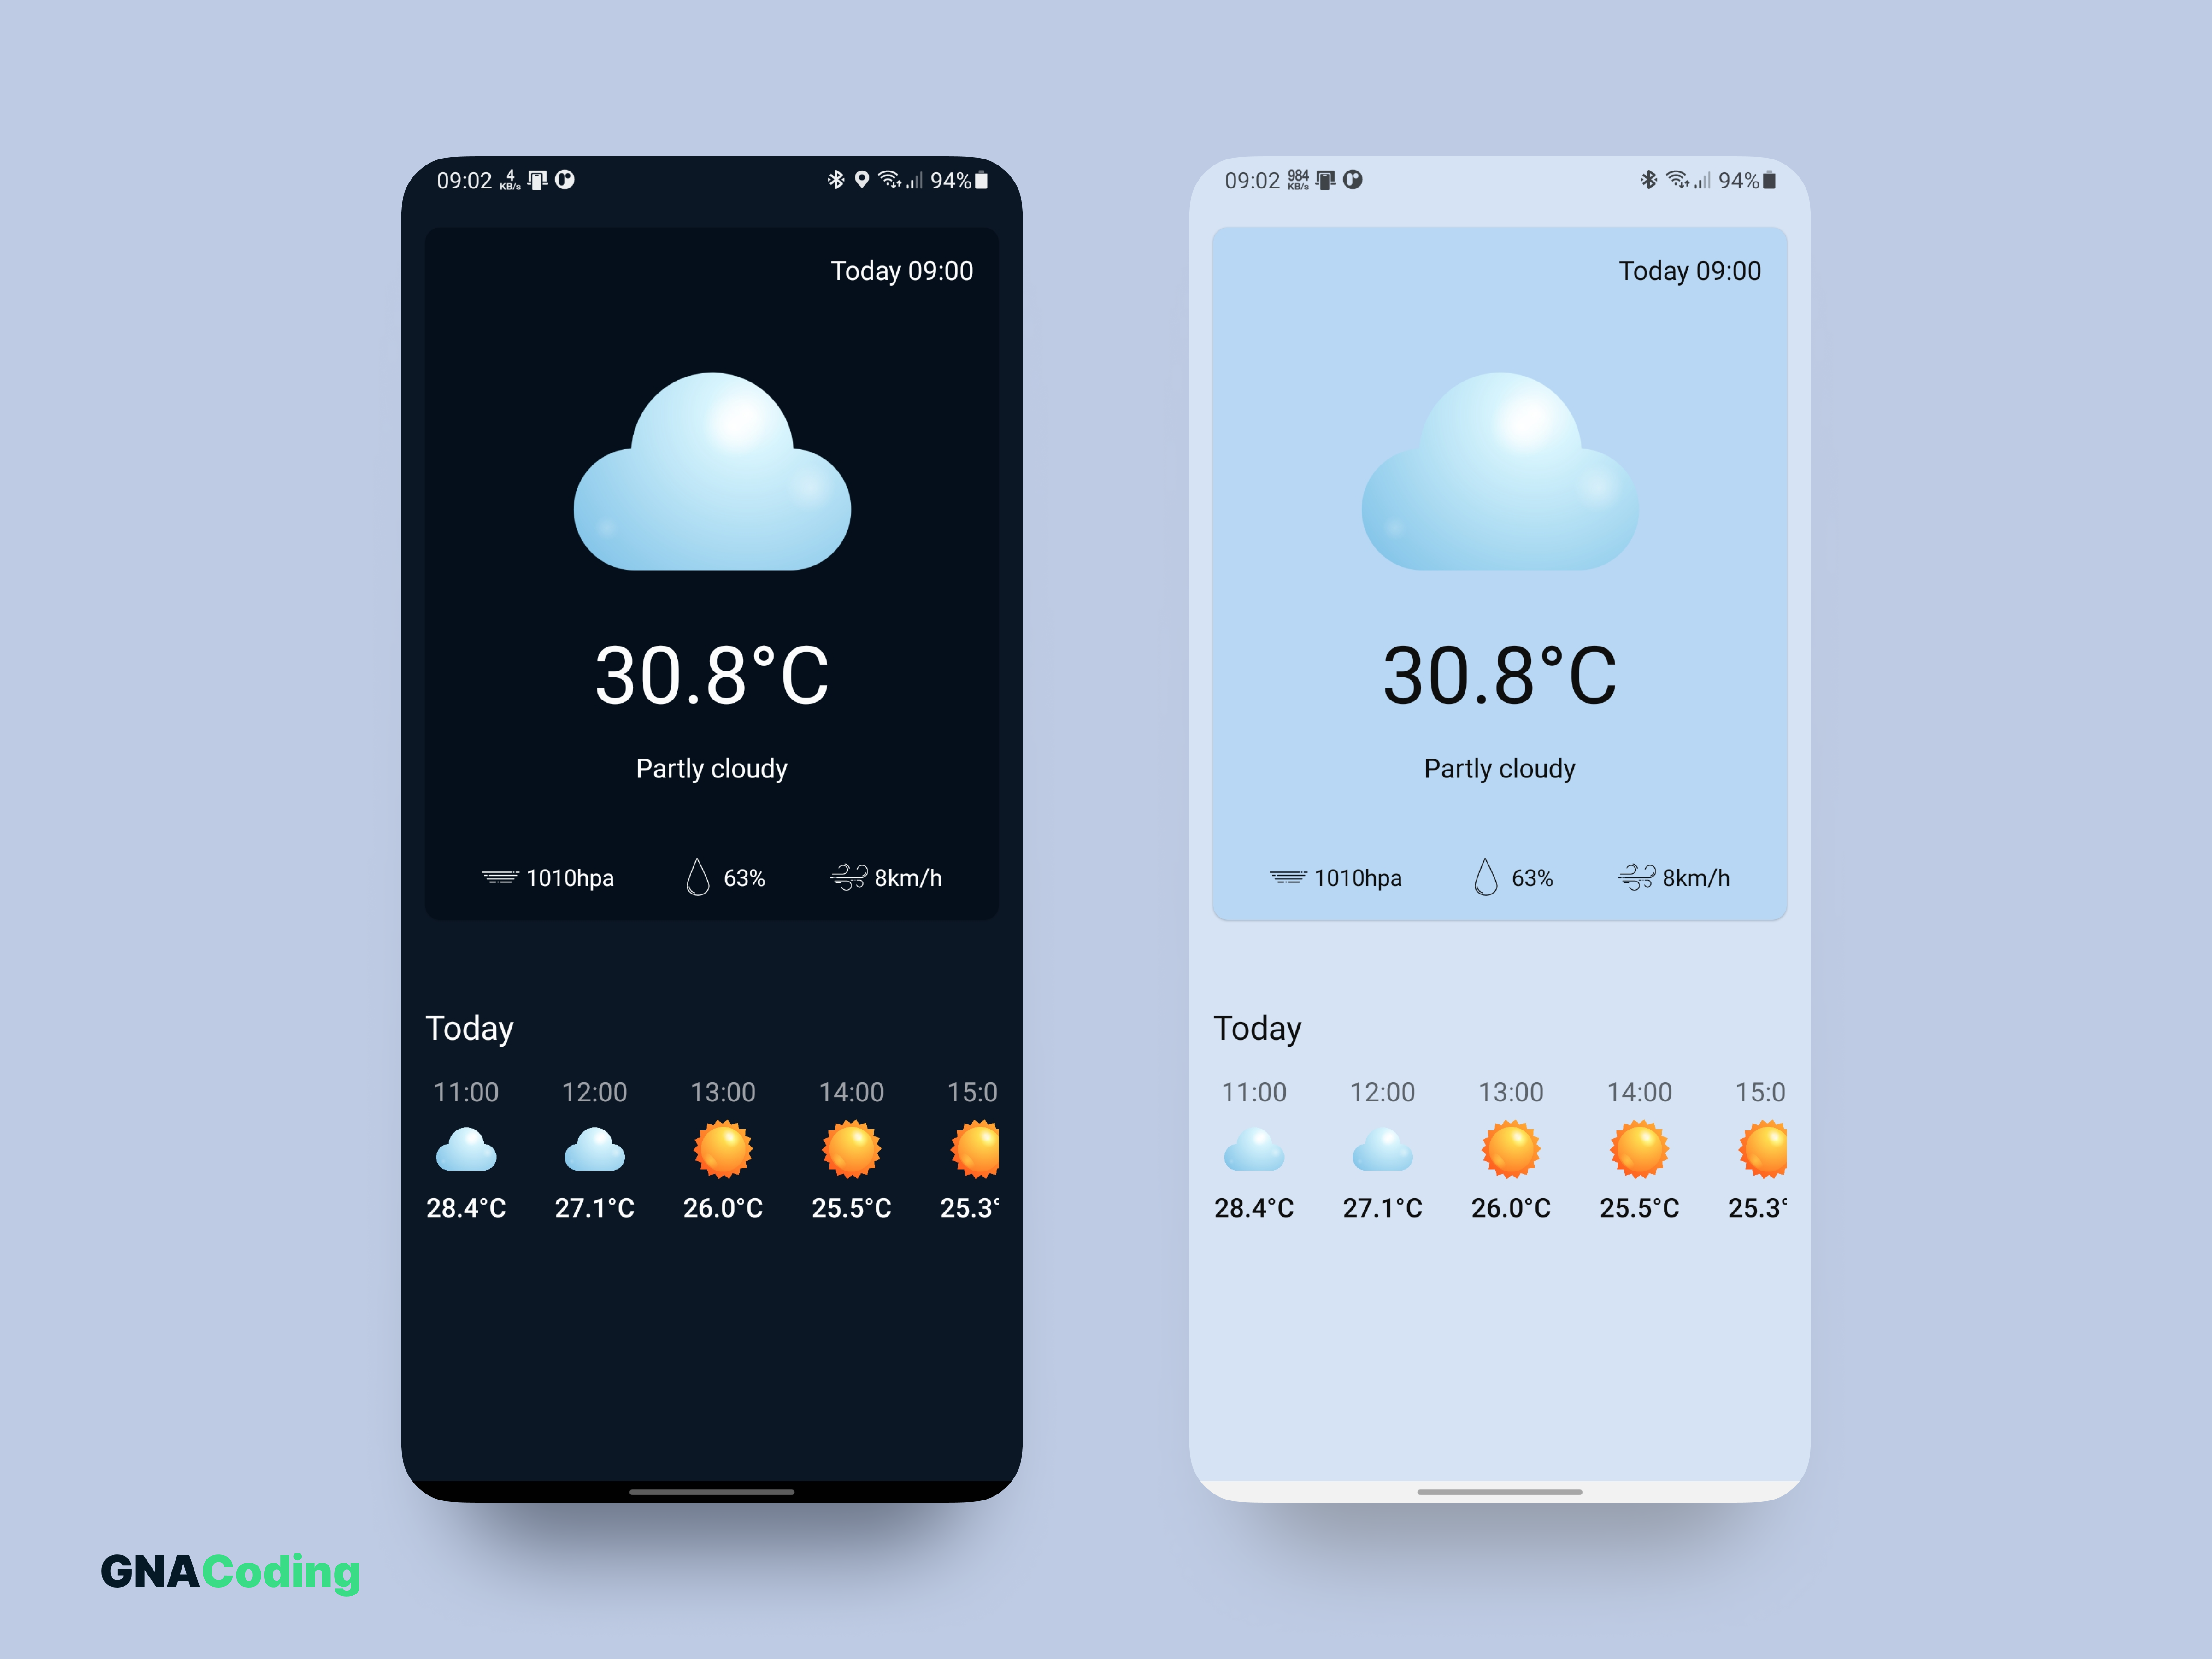 09:02 4 KB/s 94%
Today 09:00
30.8°C
Partly cloudy
1010hpa 63% 8km/h
Today
11:00 12:00 13:00 14:00 15:0
28.4°C 27.1°C 26.0°C 25.5°C 25.3°
09:02 984 KB/s 94%
Today 09:00
30.8°C
Partly cloudy
1010hpa 63% 8km/h
Today
11:00 12:00 13:00 14:00 15:0
28.4°C 27.1°C 26.0°C 25.5°C 25.3°
GNACoding